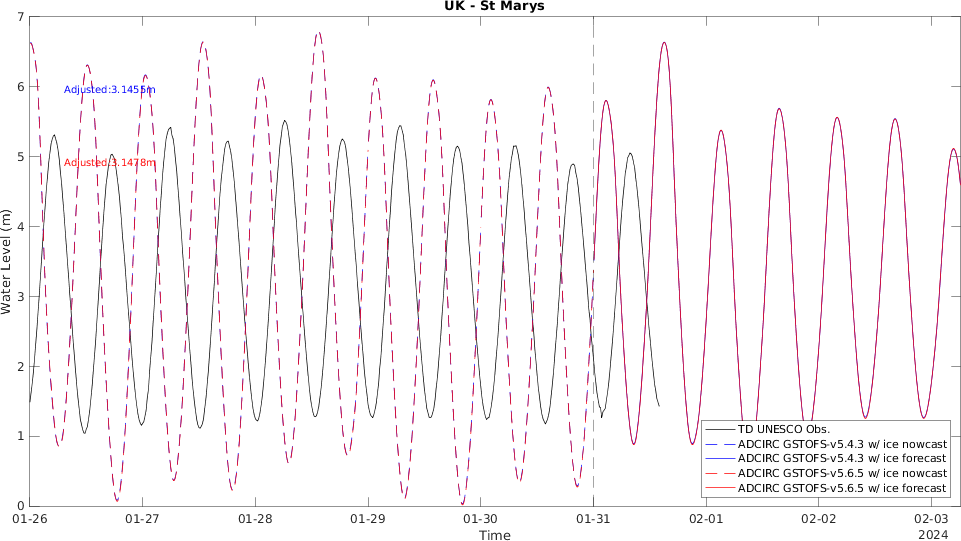 UK - St Marys
7
6
5
4
3
2
1
0
Water Level (m)
Adjusted:3.1455m
Adjusted:3.1478m
TD UNESCO Obs.
ADCIRC GSTOFS-v5.4.3 w/ ice nowcast
ADCIRC GSTOFS-v5.4.3 w/ ice forecast
ADCIRC GSTOFS-v5.6.5 w/ ice nowcast
ADCIRC GSTOFS-v5.6.5 w/ ice forecast
01-26 01-27 01-28 01-29 01-30 01-31 02-01 02-02 02-03
Time
2024